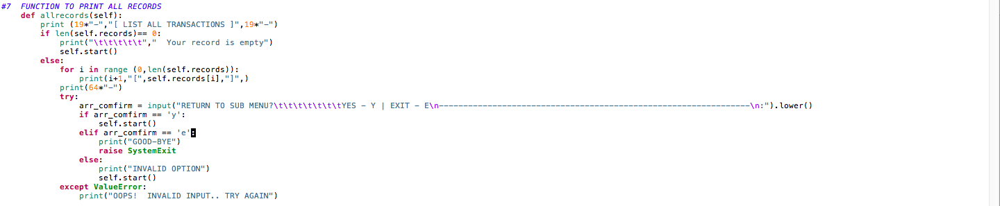 #7  FUNCTION TO PRINT ALL RECORDS
    def allrecords(self):
        print (19*"-","[ LIST ALL TRANSACTIONS ]",19*"-")
        if len(self.records)== 0:
            print("\t\t\t\t\t","  Your record is empty")
            self.start()
        else:
            for i in range (0,len(self.records)):
                print(i+1,"[",self.records[i],"]",)
            print(64*"-")
            try:
                arr_comfirm = input("RETURN TO SUB MENU?\t\t\t\t\t\t\tYES - Y | EXIT - E\n----------------------------------------------------------------\n:").lower()
                if arr_comfirm == 'y':
                    self.start()
                elif arr_comfirm == 'e':
                    print("GOOD-BYE")
                    raise SystemExit
                else:
                    print("INVALID OPTION")
                    self.start()
            except ValueError:
                print("OOPS!  INVALID INPUT.. TRY AGAIN")